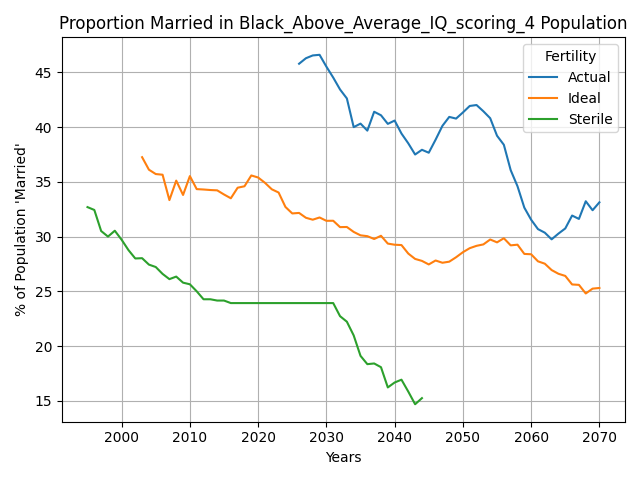 Proportion Married in Black_Above_Average_IQ_scoring_4 Population
Fertility
Actual
Ideal
Sterile
% of Population 'Married'
45
40
35
30
25
20
15
2000 2010 2020 2030 2040 2050 2060 2070
Years